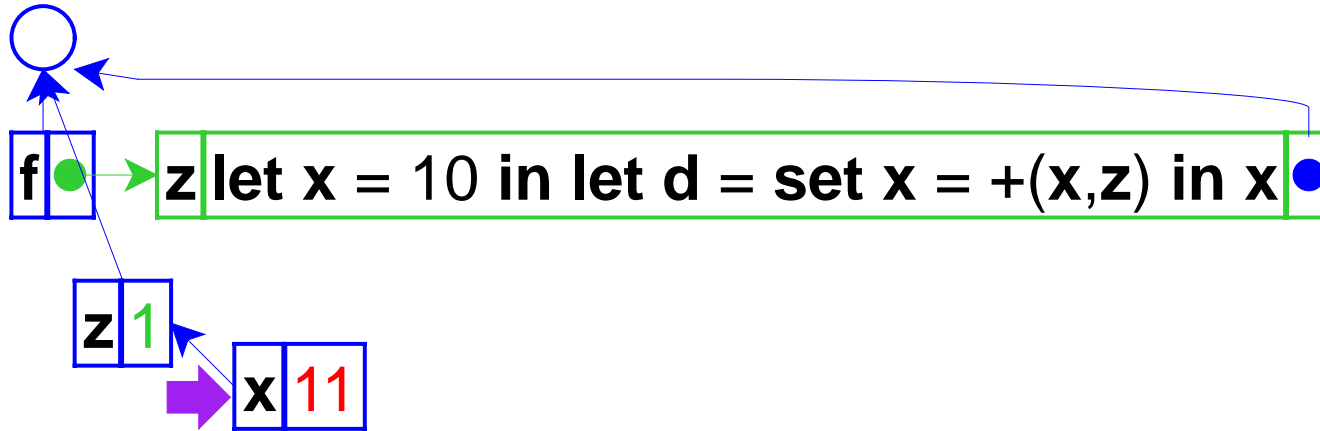 f z let x = 10 in let d = set x = +(x,z) in x
z 1
x 11